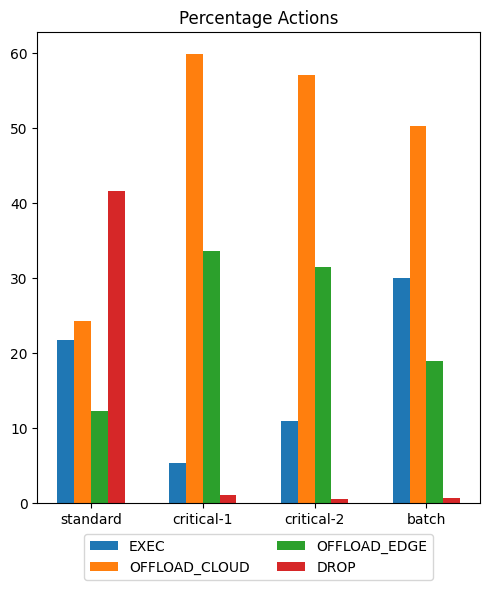 Percentage Actions
60
50
40
30
20
10
0
standard critical-1 critical-2 batch
EXEC OFFLOAD_EDGE
OFFLOAD_CLOUD DROP